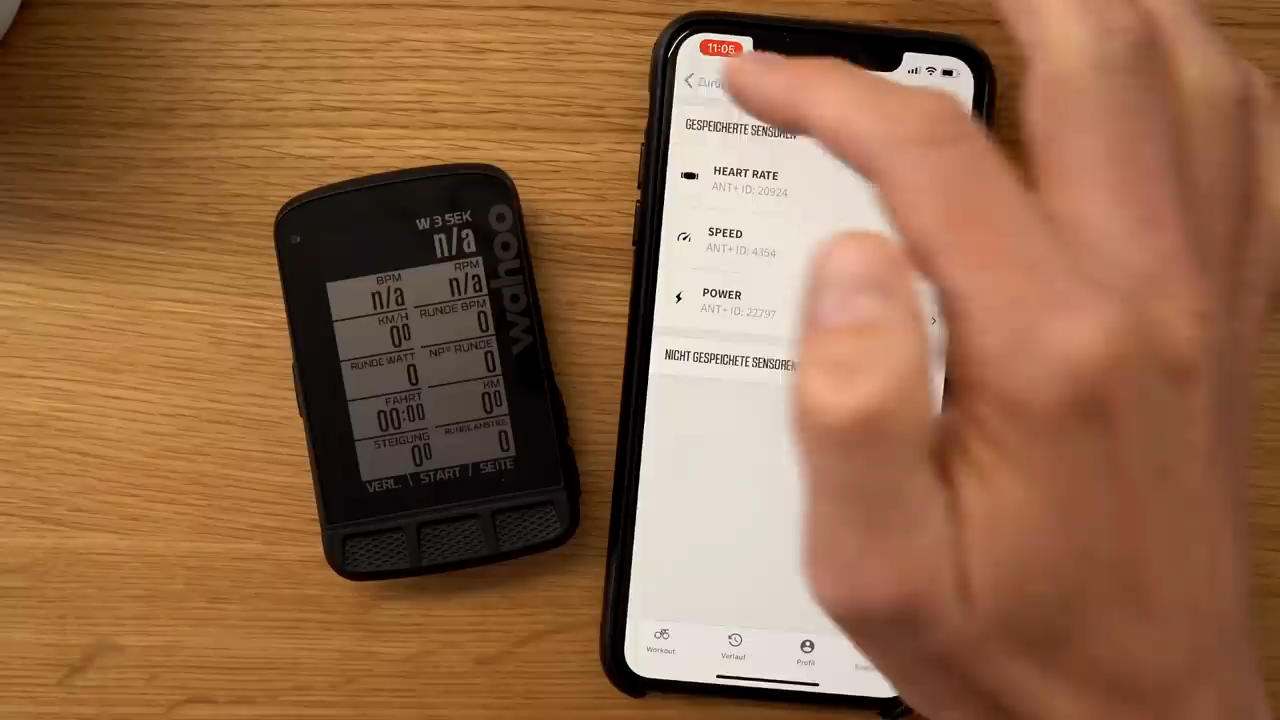 W 3 SEK
n/a
wahoo
BPM
n/a
RPM
n/a
KM/H
0⁰
RUNDE BPM
0
RUNDE WATT
0
NP® RUNDE
0
FAHRT
00:00
KM
0⁰
STEIGUNG
0⁰
RUNDE ANSTIEG
0
VERL. \ START / SEITE
11:05
GESPEICHERTE SENSOREN
HEART RATE
ANT+ ID: 20924
SPEED
ANT+ ID: 4354
POWER
ANT+ ID: 22797
NICHT GESPEICHETE SENSOREN
Workout
Verlauf
Profil